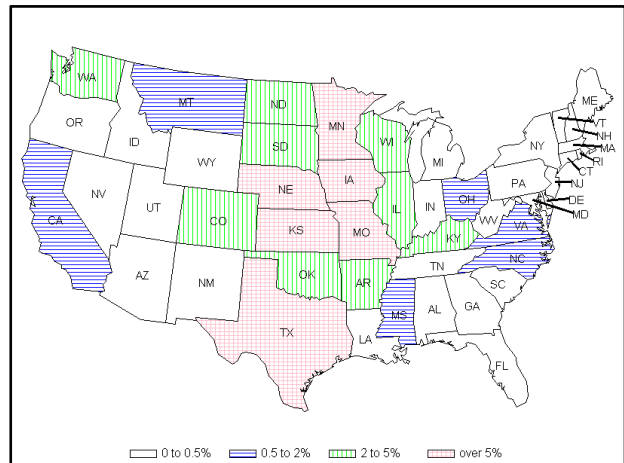 WA
MT
ND
MN
ME
OR
ID
SD
WI
VT
NH
MA
NY
WY
MI
RI
CT
IA
NE
PA
NJ
NV
OH
DE
UT
IL
IN
MD
CO
WV
CA
VA
KS
MO
KY
NC
TN
OK
AR
SC
AZ
NM
MS
AL
GA
TX
LA
FL
0 to 0.5%
0.5 to 2%
2 to 5%
over 5%